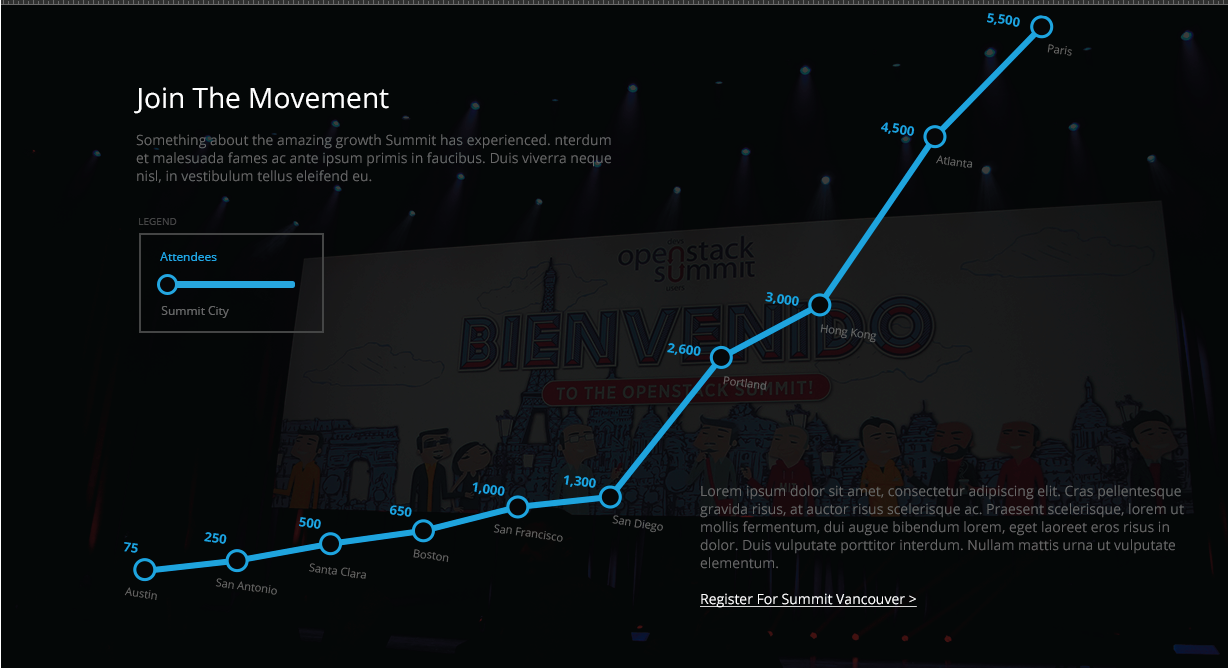 Join The Movement
Something about the amazing growth Summit has experienced. nterdum
et malesuada fames ac ante ipsum primis in faucibus. Duis viverra neque
nisl, in vestibulum tellus eleifend eu.
LEGEND
Attendees
Summit City
5,500
Paris
4,500
Atlanta
3,000
Hong Kong
2,600
Portland
1,300
San Diego
1,000
San Francisco
650
Boston
500
Santa Clara
250
San Antonio
75
Austin
openstack
summit
BIENVENIDO
TO THE OPENSTACK SUMMIT!
Lorem ipsum dolor sit amet, consectetur adipiscing elit. Cras pellentesque
gravida risus, at auctor risus scelerisque ac. Praesent scelerisque, lorem ut
mollis fermentum, dui augue bibendum lorem, eget laoreet eros risus in
dolor. Duis vulputate porttitor interdum. Nullam mattis urna ut vulputate
elementum.
Register For Summit Vancouver >